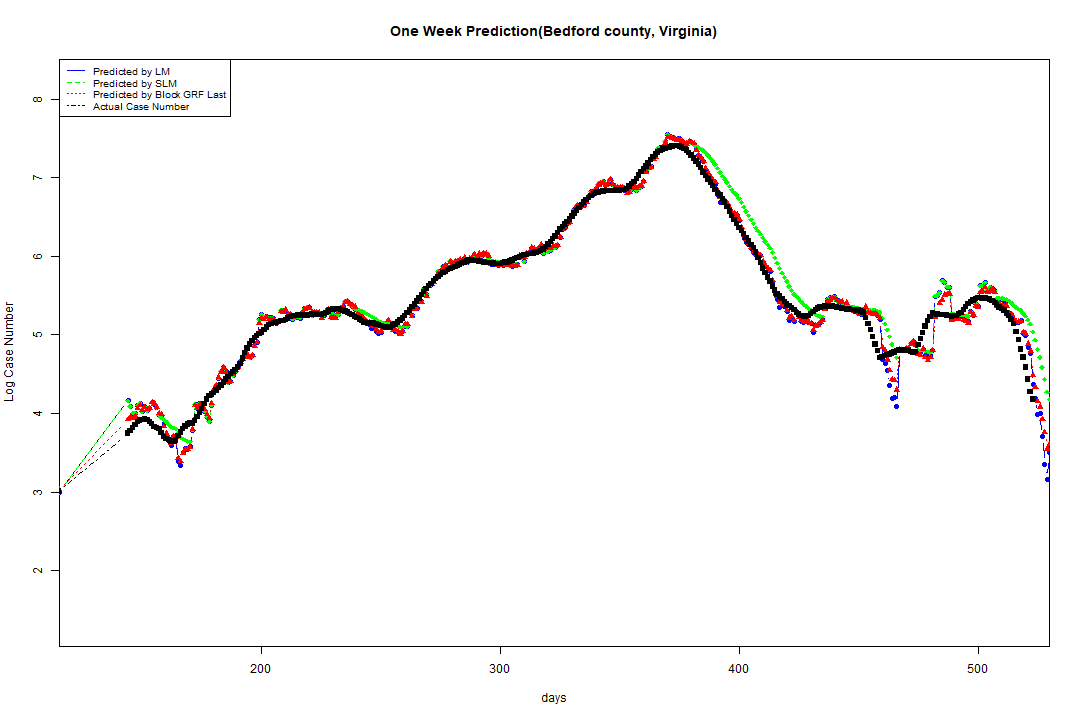 One Week Prediction(Bedford county, Virginia)
Predicted by LM
Predicted by SLM
Predicted by Block GRF Last
Actual Case Number
8
7
6
5
4
3
2
Log Case Number
200 300 400 500
days